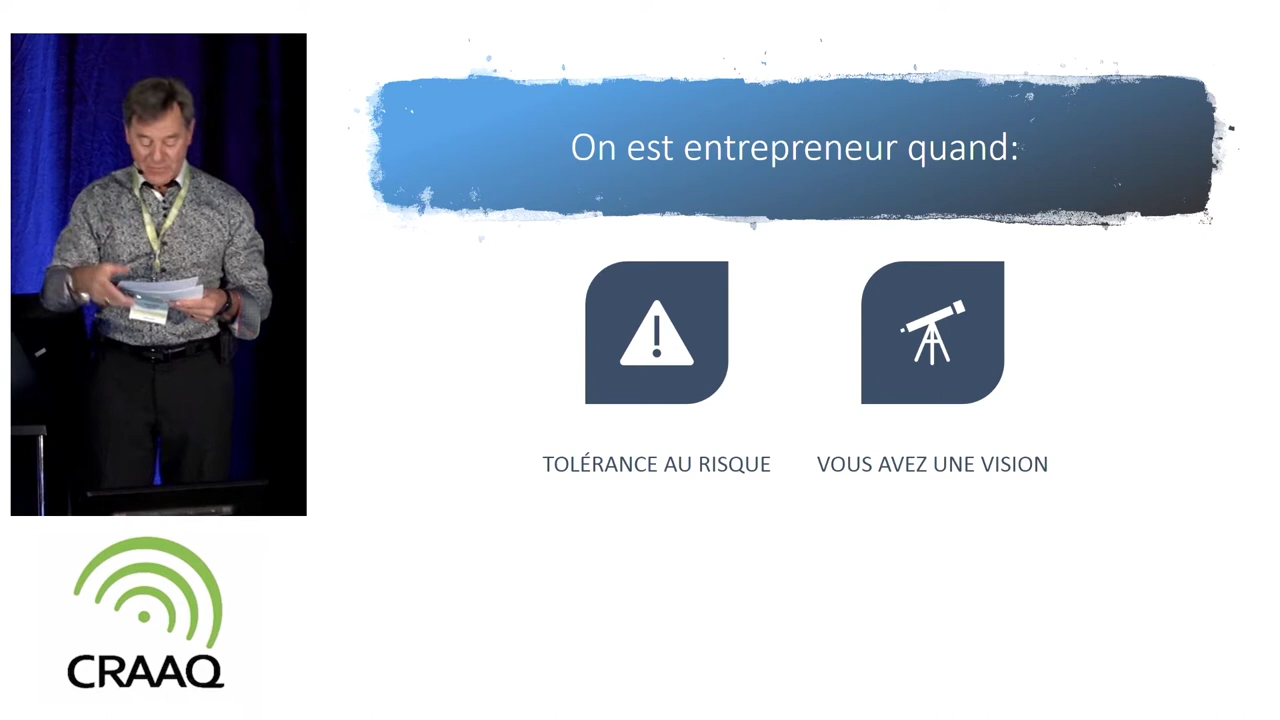 On est entrepreneur quand:
TOLÉRANCE AU RISQUE
VOUS AVEZ UNE VISION
CRAAQ